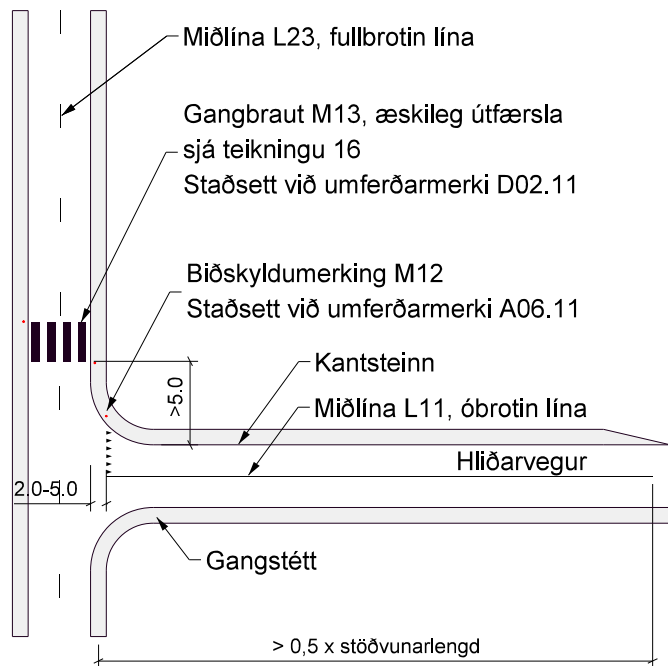 Miðlína L23, fullbrotin lína
Gangbraut M13, æskileg útfærsla
sjá teikningu 16
Staðsett við umferðarmerki D02.11
Biðskyldumerking M12
Staðsett við umferðarmerki A06.11
Kantsteinn
>5.0
Miðlína L11, óbrotin lína
Hliðarvegur
2.0-5.0
Gangstétt
> 0,5 x stöðvunarlengd